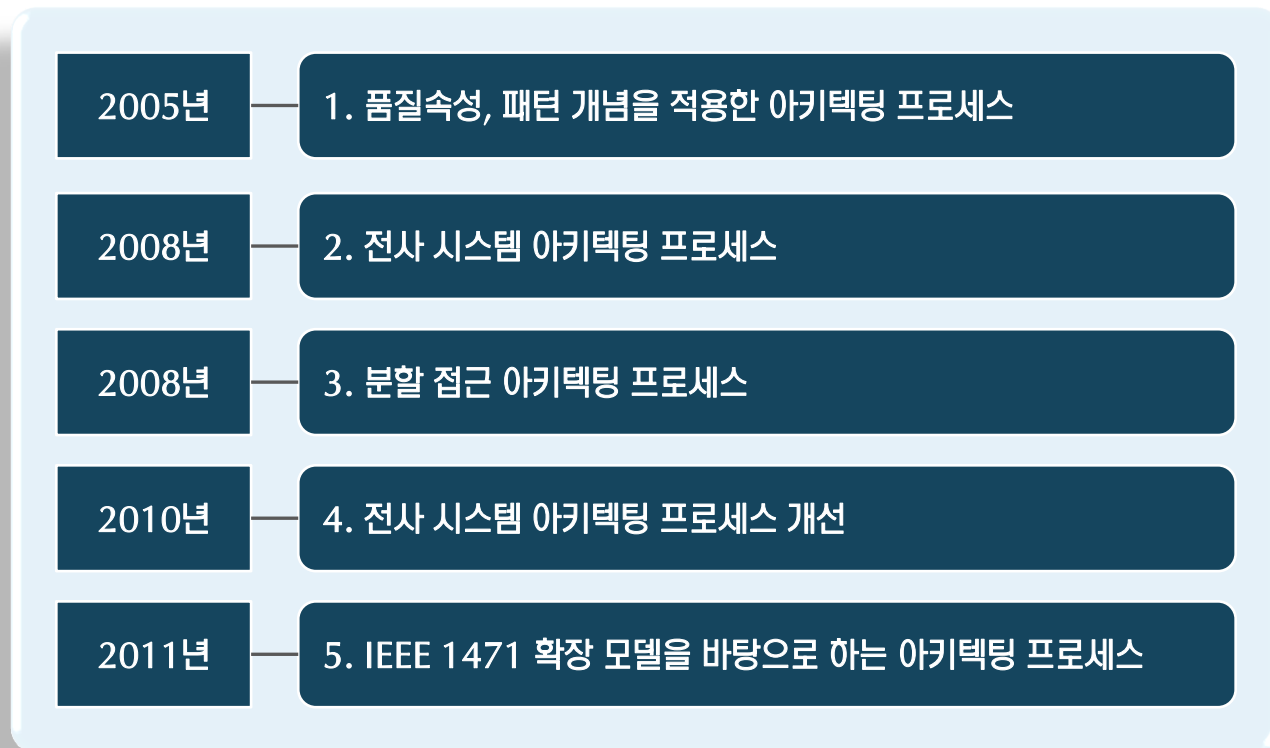 2005년
1. 품질속성, 패턴 개념을 적용한 아키텍팅 프로세스
2008년
2. 전사 시스템 아키텍팅 프로세스
2008년
3. 분할 접근 아키텍팅 프로세스
2010년
4. 전사 시스템 아키텍팅 프로세스 개선
2011년
5. IEEE 1471 확장 모델을 바탕으로 하는 아키텍팅 프로세스